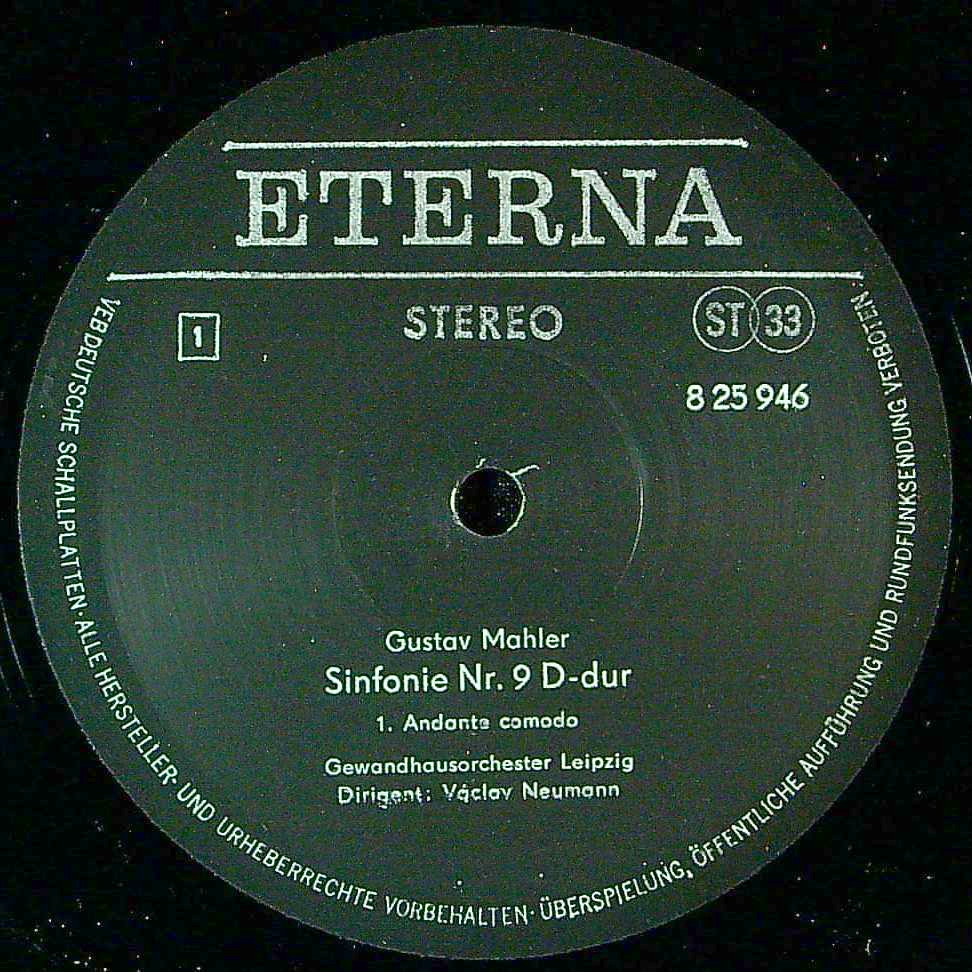 ETERNA
1
STEREO
ST 33
8 25 946
Gustav Mahler
Sinfonie Nr. 9 D-dur
1. Andante comodo
Gewandhausorchester Leipzig
Dirigent: Václav Neumann
VEB DEUTSCHE SCHALLPLATTEN · ALLE HERSTELLER- UND URHEBERRECHTE VORBEHALTEN · ÜBERSPIELUNG, ÖFFENTLICHE AUFFÜHRUNG UND RUNDFUNKSENDUNG VERBOTEN ·